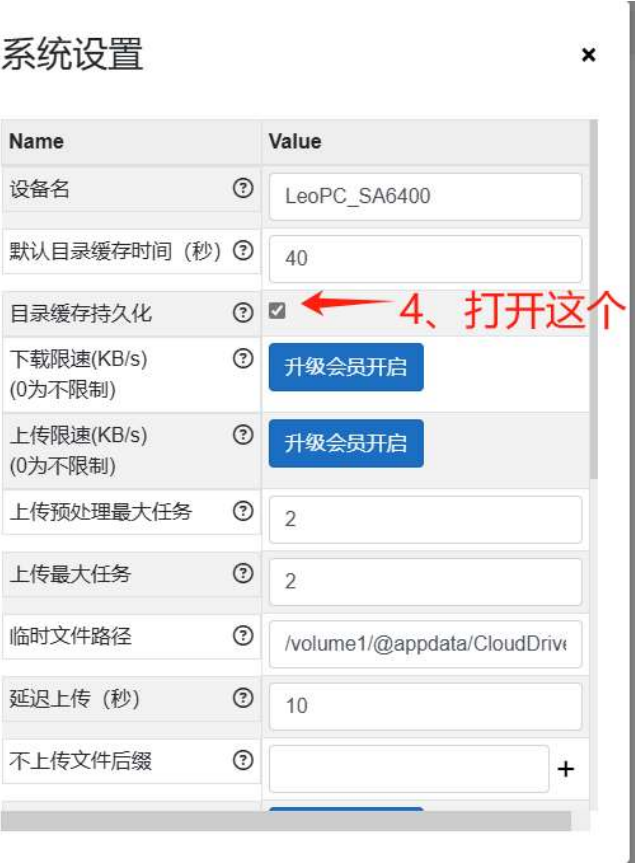 系统设置
×
Name Value
设备名 ? LeoPC_SA6400
默认目录缓存时间（秒） ? 40
目录缓存持久化 ? 4、打开这个
下载限速(KB/s) ? 升级会员开启
(0为不限制)
上传限速(KB/s) ? 升级会员开启
(0为不限制)
上传预处理最大任务 ? 2
上传最大任务 ? 2
临时文件路径 ? /volume1/@appdata/CloudDrive
延迟上传（秒） ? 10
不上传文件后缀 ? +